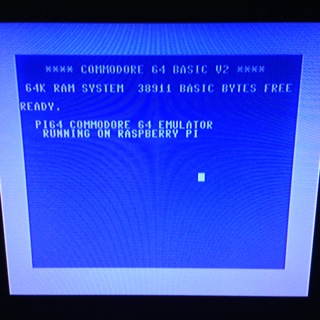 **** COMMODORE 64 BASIC V2 ****
64K RAM SYSTEM 38911 BASIC BYTES FREE
READY.
PI64 COMMODORE 64 EMULATOR
RUNNING ON RASPBERRY PI